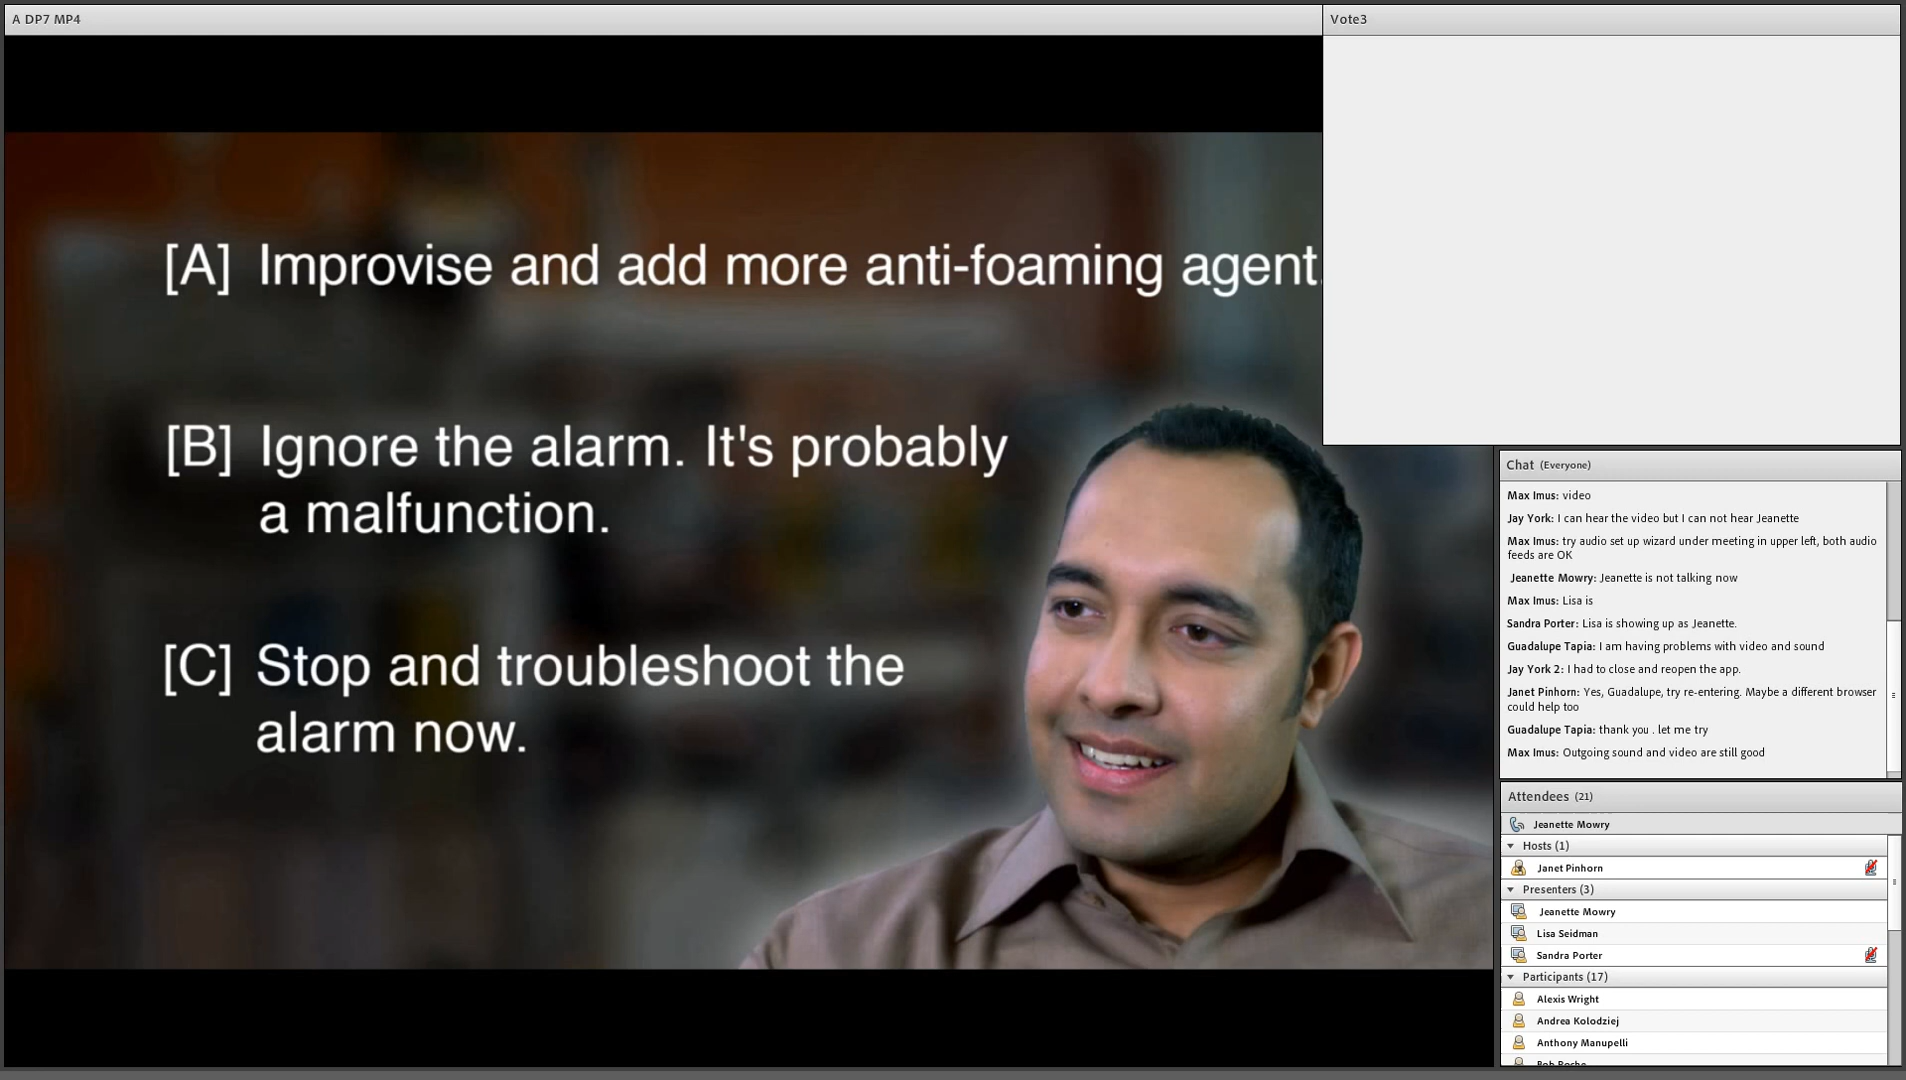 A DP7 MP4
Vote3
[A] Improvise and add more anti-foaming agent.
[B] Ignore the alarm. It's probably
a malfunction.
[C] Stop and troubleshoot the
alarm now.
Chat (Everyone)
Max Imus: video
Jay York: I can hear the video but I can not hear Jeanette
Max Imus: try audio set up wizard under meeting in upper left, both audio
feeds are OK
Jeanette Mowry: Jeanette is not talking now
Max Imus: Lisa is
Sandra Porter: Lisa is showing up as Jeanette.
Guadalupe Tapia: I am having problems with video and sound
Jay York 2: I had to close and reopen the app.
Janet Pinhorn: Yes, Guadalupe, try re-entering. Maybe a different browser
could help too
Guadalupe Tapia: thank you . let me try
Max Imus: Outgoing sound and video are still good
Attendees (21)
Jeanette Mowry
Hosts (1)
Janet Pinhorn
Presenters (3)
Jeanette Mowry
Lisa Seidman
Sandra Porter
Participants (17)
Alexis Wright
Andrea Kolodziej
Anthony Manupelli